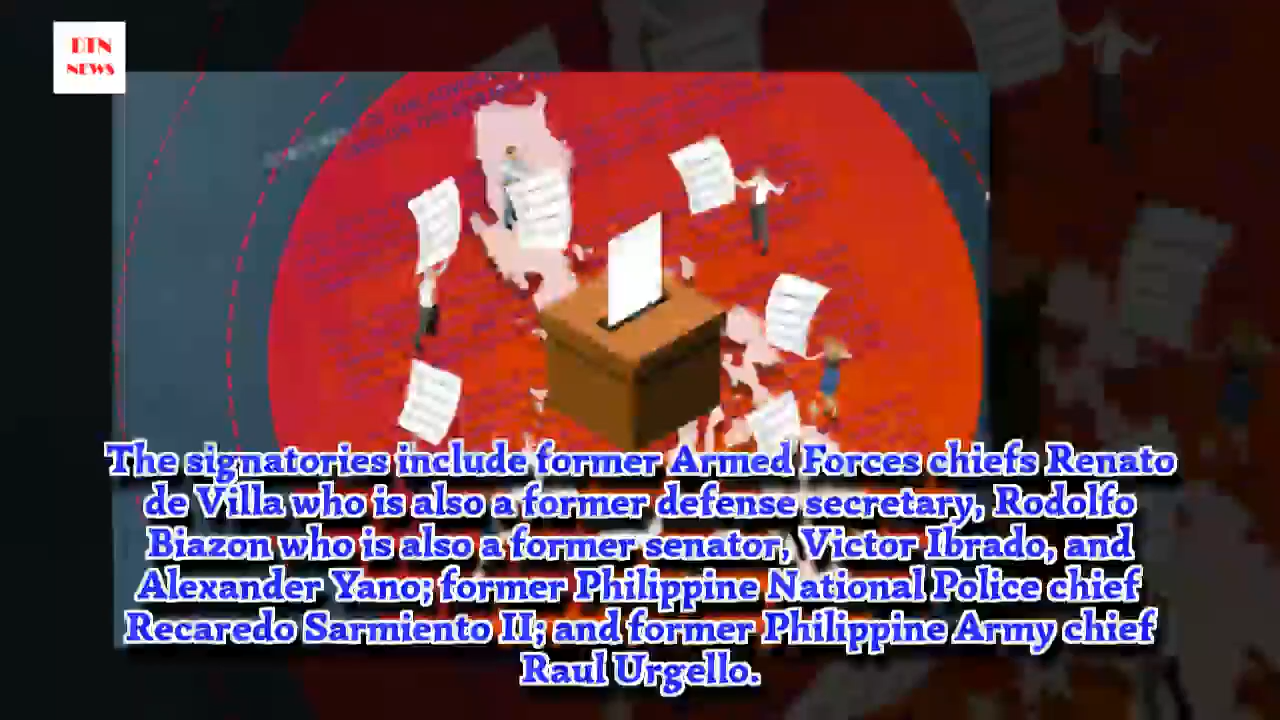 DTN
NEWS
The signatories include former Armed Forces chiefs Renato
de Villa who is also a former defense secretary, Rodolfo
Biazon who is also a former senator, Victor Ibrado, and
Alexander Yano; former Philippine National Police chief
Recaredo Sarmiento II; and former Philippine Army chief
Raul Urgello.